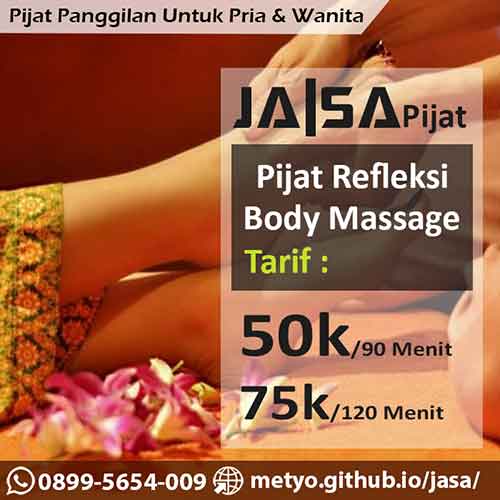 Pijat Panggilan Untuk Pria & Wanita
JA|SA Pijat
Pijat Refleksi
Body Massage
Tarif :
50k/90 Menit
75k/120 Menit
0899-5654-009 metyo.github.io/jasa/